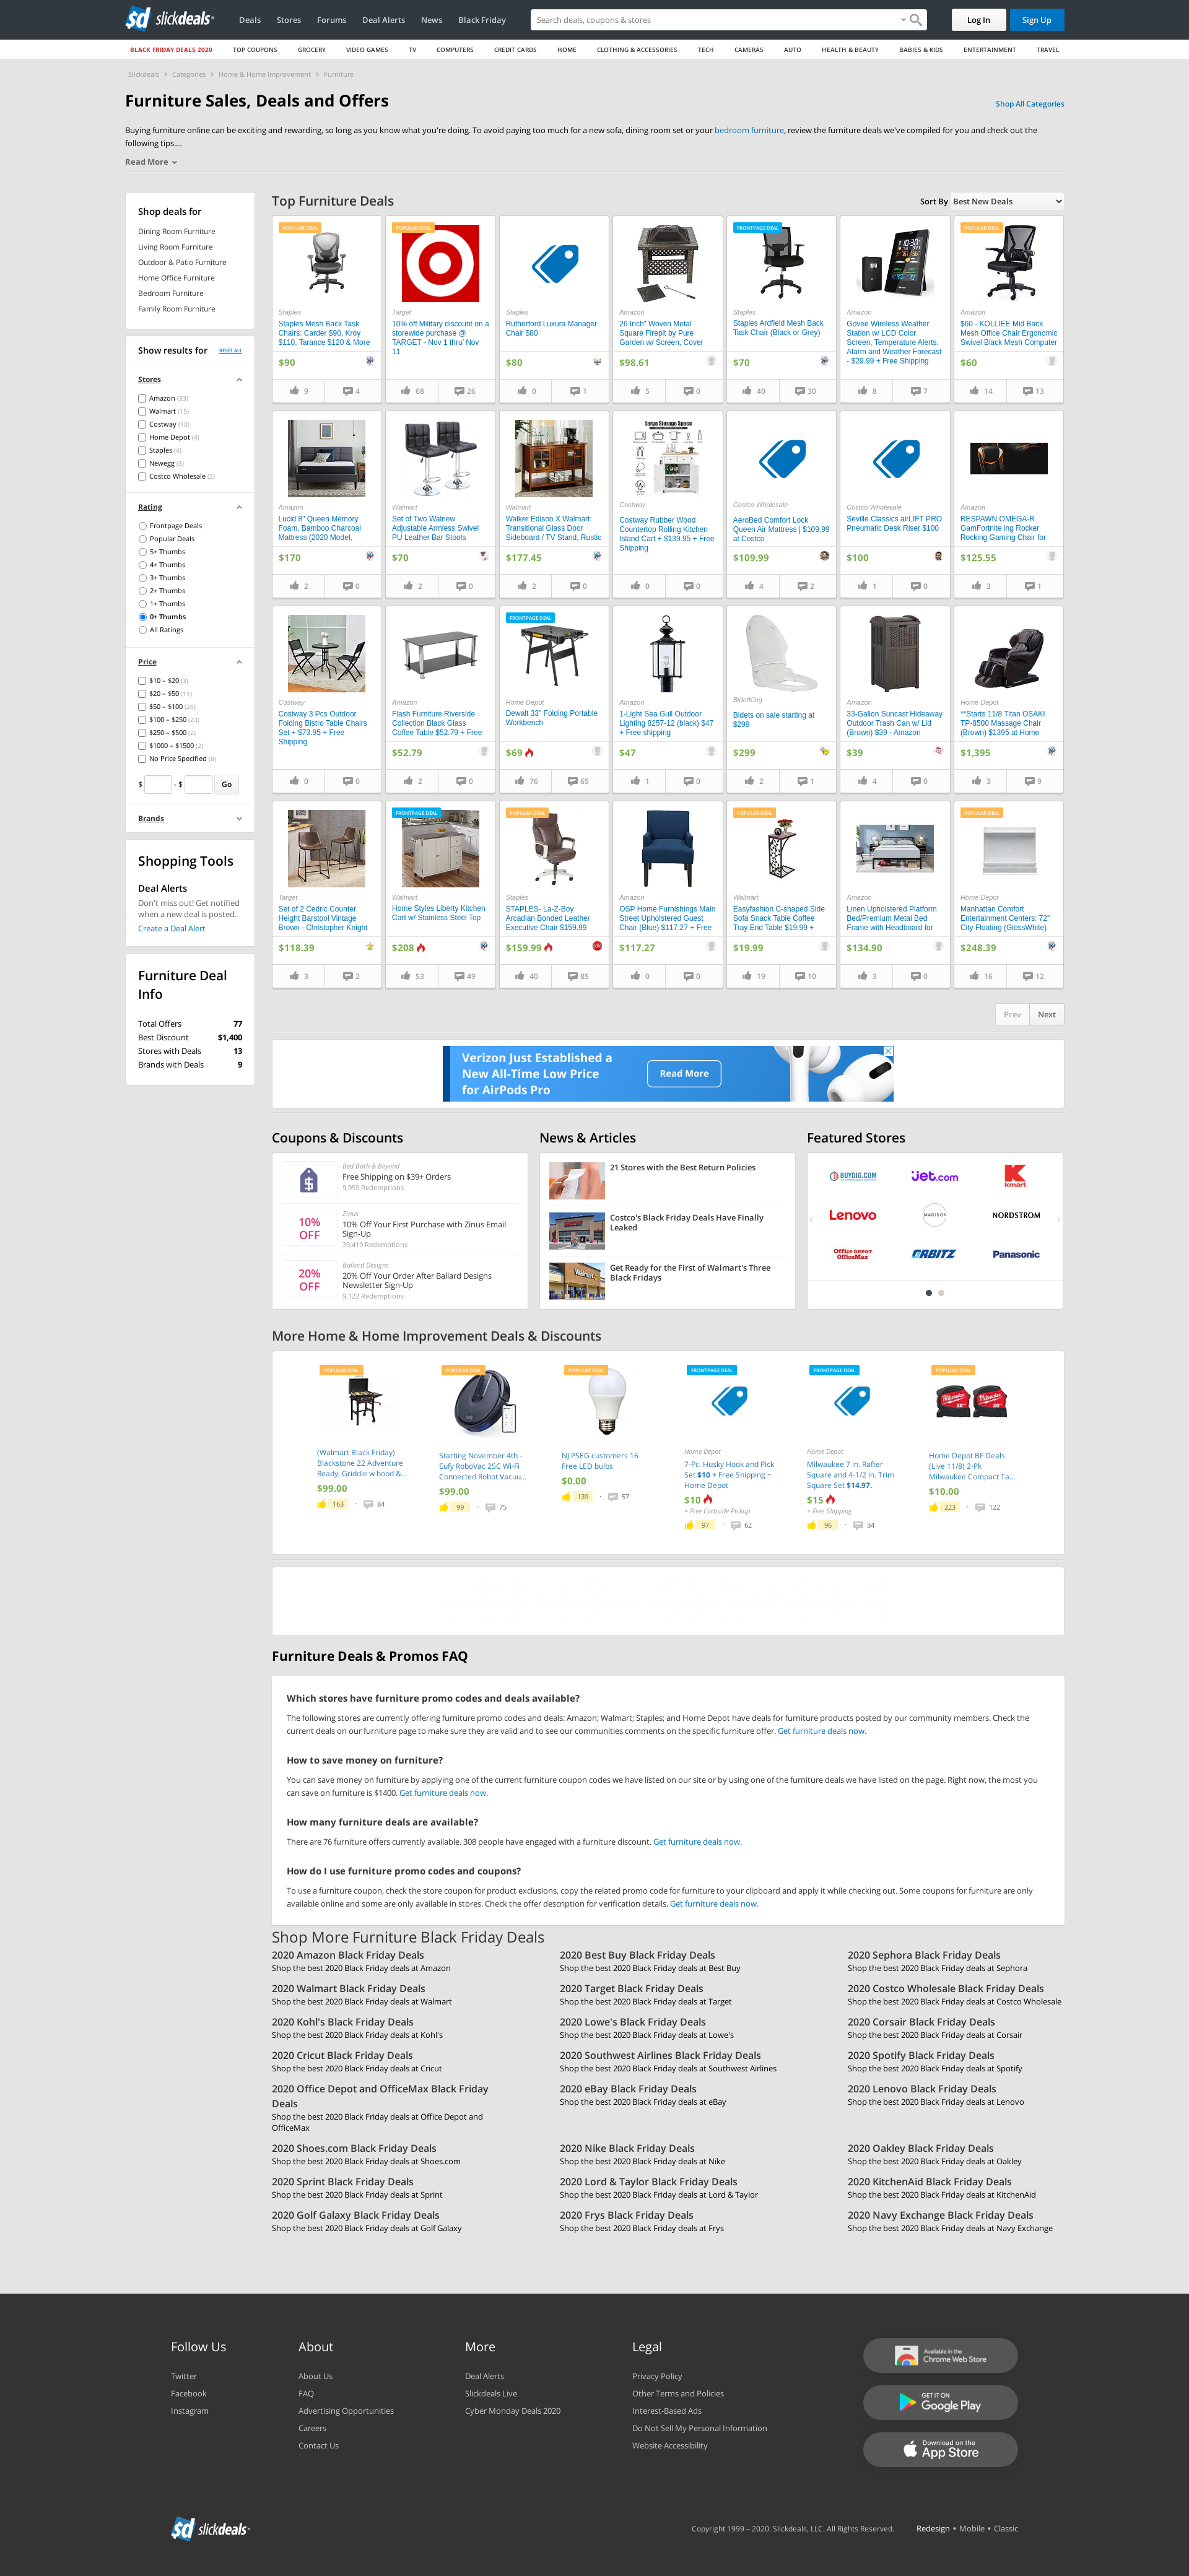 slickdeals
Deals
Stores
Forums
Deal Alerts
News
Black Friday
Search deals, coupons & stores
Log In
Sign Up
BLACK FRIDAY DEALS 2020
TOP COUPONS
GROCERY
VIDEO GAMES
TV
COMPUTERS
CREDIT CARDS
HOME
CLOTHING & ACCESSORIES
TECH
CAMERAS
AUTO
HEALTH & BEAUTY
BABIES & KIDS
ENTERTAINMENT
TRAVEL
Slickdeals > Categories > Home & Home Improvement > Furniture
Furniture Sales, Deals and Offers
Shop All Categories
Buying furniture online can be exciting and rewarding, so long as you know what you're doing. To avoid paying too much for a new sofa, dining room set or your bedroom furniture, review the furniture deals we've compiled for you and check out the
following tips....
Read More
Shop deals for
Dining Room Furniture
Living Room Furniture
Outdoor & Patio Furniture
Home Office Furniture
Bedroom Furniture
Family Room Furniture
Show results for
RESET ALL
Stores
Amazon (33)
Walmart (15)
Costway (10)
Home Depot (4)
Staples (4)
Newegg (3)
Costco Wholesale (2)
Rating
Frontpage Deals
Popular Deals
5+ Thumbs
4+ Thumbs
3+ Thumbs
2+ Thumbs
1+ Thumbs
0+ Thumbs
All Ratings
Price
$10 – $20 (3)
$20 – $50 (11)
$50 – $100 (28)
$100 – $250 (23)
$250 – $500 (2)
$1000 – $1500 (2)
No Price Specified (8)
$ - $ Go
Brands
Shopping Tools
Deal Alerts
Don't miss out! Get notified
when a new deal is posted.
Create a Deal Alert
Furniture Deal
Info
Total Offers 77
Best Discount $1,400
Stores with Deals 13
Brands with Deals 9
Top Furniture Deals
Sort By Best New Deals
POPULAR DEAL
Staples
Staples Mesh Back Task
Chairs: Carder $90, Kroy
$110, Tarance $120 & More
$90
9 4
POPULAR DEAL
Target
10% off Military discount on a
storewide purchase @
TARGET - Nov 1 thru' Nov
11
68 26
Staples
Rutherford Luxura Manager
Chair $80
$80
0 1
Amazon
26 Inch" Woven Metal
Square Firepit by Pure
Garden w/ Screen, Cover
$98.61
5 0
FRONTPAGE DEAL
Staples
Staples Ardfield Mesh Back
Task Chair (Black or Grey)
$70
40 30
Amazon
Govee Wireless Weather
Station w/ LCD Color
Screen, Temperature Alerts,
Alarm and Weather Forecast
- $29.99 + Free Shipping
8 7
POPULAR DEAL
Amazon
$60 - KOLLIEE Mid Back
Mesh Office Chair Ergonomic
Swivel Black Mesh Computer
$60
14 13
Amazon
Lucid 8" Queen Memory
Foam, Bamboo Charcoal
Mattress (2020 Model,
$170
2 0
Walmart
Set of Two Walnew
Adjustable Armless Swivel
PU Leather Bar Stools
$70
2 0
Walmart
Walker Edison X Walmart:
Transitional Glass Door
Sideboard / TV Stand, Rustic
$177.45
2 0
Large Storage Space
Costway
Costway Rubber Wood
Countertop Rolling Kitchen
Island Cart + $139.95 + Free
Shipping
0 0
Costco Wholesale
AeroBed Comfort Lock
Queen Air Mattress | $109.99
at Costco
$109.99
4 2
Costco Wholesale
Seville Classics airLIFT PRO
Pneumatic Desk Riser $100
$100
1 0
Amazon
RESPAWN OMEGA-R
GamFortnite ing Rocker
Rocking Gaming Chair for
$125.55
3 1
Costway
Costway 3 Pcs Outdoor
Folding Bistro Table Chairs
Set + $73.95 + Free
Shipping
0 0
Amazon
Flash Furniture Riverside
Collection Black Glass
Coffee Table $52.79 + Free
$52.79
2 0
FRONTPAGE DEAL
Home Depot
Dewalt 33" Folding Portable
Workbench
$69
76 65
Amazon
1-Light Sea Gull Outdoor
Lighting 8257-12 (black) $47
+ Free shipping
$47
1 0
BidetKing
Bidets on sale starting at
$299
$299
2 1
Amazon
33-Gallon Suncast Hideaway
Outdoor Trash Can w/ Lid
(Brown) $39 - Amazon
$39
4 0
Home Depot
**Starts 11/8 Titan OSAKI
TP-8500 Massage Chair
(Brown) $1395 at Home
$1,395
3 9
Target
Set of 2 Cedric Counter
Height Barstool Vintage
Brown - Christopher Knight
$118.39
3 2
FRONTPAGE DEAL
Walmart
Home Styles Liberty Kitchen
Cart w/ Stainless Steel Top
$208
53 49
POPULAR DEAL
Staples
STAPLES- La-Z-Boy
Arcadian Bonded Leather
Executive Chair $159.99
$159.99
40 85
Amazon
OSP Home Furnishings Main
Street Upholstered Guest
Chair (Blue) $117.27 + Free
$117.27
0 0
POPULAR DEAL
Walmart
Easyfashion C-shaped Side
Sofa Snack Table Coffee
Tray End Table $19.99 +
$19.99
19 10
Amazon
Linen Upholstered Platform
Bed/Premium Metal Bed
Frame with Headboard for
$134.90
3 0
POPULAR DEAL
Home Depot
Manhattan Comfort
Entertainment Centers: 72"
City Floating (GlossWhite)
$248.39
16 12
Prev Next
Verizon Just Established a
New All-Time Low Price
for AirPods Pro
Read More
Coupons & Discounts
Bed Bath & Beyond
Free Shipping on $39+ Orders
9,959 Redemptions
10%
OFF
Zinus
10% Off Your First Purchase with Zinus Email
Sign-Up
39,419 Redemptions
20%
OFF
Ballard Designs
20% Off Your Order After Ballard Designs
Newsletter Sign-Up
9,122 Redemptions
News & Articles
21 Stores with the Best Return Policies
Costco's Black Friday Deals Have Finally
Leaked
Get Ready for the First of Walmart's Three
Black Fridays
Featured Stores
BUYDIG.COM
Jet.com
Kmart
Lenovo
MADISON
NORDSTROM
Office DEPOT
OfficeMax
ORBITZ
Panasonic
More Home & Home Improvement Deals & Discounts
POPULAR DEAL
(Walmart Black Friday)
Blackstone 22 Adventure
Ready, Griddle w hood &...
$99.00
163 84
POPULAR DEAL
Starting November 4th -
Eufy RoboVac 25C Wi-Fi
Connected Robot Vacuu...
$99.00
99 75
POPULAR DEAL
NJ PSEG customers 16
Free LED bulbs
$0.00
139 57
FRONTPAGE DEAL
Home Depot
7-Pc. Husky Hook and Pick
Set $10 + Free Shipping ~
Home Depot
$10
+ Free Curbside Pickup
97 62
FRONTPAGE DEAL
Home Depot
Milwaukee 7 in. Rafter
Square and 4-1/2 in. Trim
Square Set $14.97.
$15
+ Free Shipping
96 34
POPULAR DEAL
Home Depot BF Deals
(Live 11/8) 2-Pk
Milwaukee Compact Ta...
$10.00
223 122
Furniture Deals & Promos FAQ
Which stores have furniture promo codes and deals available?
The following stores are currently offering furniture promo codes and deals: Amazon; Walmart; Staples; and Home Depot have deals for furniture products posted by our community members. Check the
current deals on our furniture page to make sure they are valid and to see our communities comments on the specific furniture offer. Get furniture deals now.
How to save money on furniture?
You can save money on furniture by applying one of the current furniture coupon codes we have listed on our site or by using one of the furniture deals we have listed on the page. Right now, the most you
can save on furniture is $1400. Get furniture deals now.
How many furniture deals are available?
There are 76 furniture offers currently available. 308 people have engaged with a furniture discount. Get furniture deals now.
How do I use furniture promo codes and coupons?
To use a furniture coupon, check the store coupon for product exclusions, copy the related promo code for furniture to your clipboard and apply it while checking out. Some coupons for furniture are only
available online and some are only available in stores. Check the offer description for verification details. Get furniture deals now.
Shop More Furniture Black Friday Deals
2020 Amazon Black Friday Deals
Shop the best 2020 Black Friday deals at Amazon
2020 Best Buy Black Friday Deals
Shop the best 2020 Black Friday deals at Best Buy
2020 Sephora Black Friday Deals
Shop the best 2020 Black Friday deals at Sephora
2020 Walmart Black Friday Deals
Shop the best 2020 Black Friday deals at Walmart
2020 Target Black Friday Deals
Shop the best 2020 Black Friday deals at Target
2020 Costco Wholesale Black Friday Deals
Shop the best 2020 Black Friday deals at Costco Wholesale
2020 Kohl's Black Friday Deals
Shop the best 2020 Black Friday deals at Kohl's
2020 Lowe's Black Friday Deals
Shop the best 2020 Black Friday deals at Lowe's
2020 Corsair Black Friday Deals
Shop the best 2020 Black Friday deals at Corsair
2020 Cricut Black Friday Deals
Shop the best 2020 Black Friday deals at Cricut
2020 Southwest Airlines Black Friday Deals
Shop the best 2020 Black Friday deals at Southwest Airlines
2020 Spotify Black Friday Deals
Shop the best 2020 Black Friday deals at Spotify
2020 Office Depot and OfficeMax Black Friday
Deals
Shop the best 2020 Black Friday deals at Office Depot and
OfficeMax
2020 eBay Black Friday Deals
Shop the best 2020 Black Friday deals at eBay
2020 Lenovo Black Friday Deals
Shop the best 2020 Black Friday deals at Lenovo
2020 Shoes.com Black Friday Deals
Shop the best 2020 Black Friday deals at Shoes.com
2020 Nike Black Friday Deals
Shop the best 2020 Black Friday deals at Nike
2020 Oakley Black Friday Deals
Shop the best 2020 Black Friday deals at Oakley
2020 Sprint Black Friday Deals
Shop the best 2020 Black Friday deals at Sprint
2020 Lord & Taylor Black Friday Deals
Shop the best 2020 Black Friday deals at Lord & Taylor
2020 KitchenAid Black Friday Deals
Shop the best 2020 Black Friday deals at KitchenAid
2020 Golf Galaxy Black Friday Deals
Shop the best 2020 Black Friday deals at Golf Galaxy
2020 Frys Black Friday Deals
Shop the best 2020 Black Friday deals at Frys
2020 Navy Exchange Black Friday Deals
Shop the best 2020 Black Friday deals at Navy Exchange
Follow Us
Twitter
Facebook
Instagram
About
About Us
FAQ
Advertising Opportunities
Careers
Contact Us
More
Deal Alerts
Slickdeals Live
Cyber Monday Deals 2020
Legal
Privacy Policy
Other Terms and Policies
Interest-Based Ads
Do Not Sell My Personal Information
Website Accessibility
Available in the
Chrome Web Store
GET IT ON
Google Play
Download on the
App Store
slickdeals
Copyright 1999 – 2020. Slickdeals, LLC. All Rights Reserved.
Redesign • Mobile • Classic